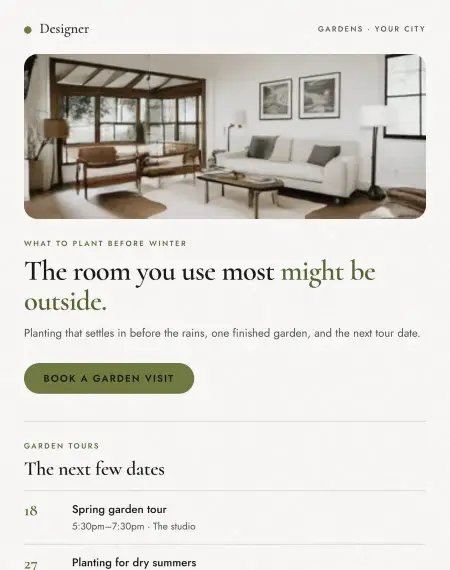 Designer
GARDENS · YOUR CITY
WHAT TO PLANT BEFORE WINTER
The room you use most might be
outside.
Planting that settles in before the rains, one finished garden, and the next tour date.
BOOK A GARDEN VISIT
GARDEN TOURS
The next few dates
18
Spring garden tour
5:30pm–7:30pm · The studio
27
Planting for dry summers